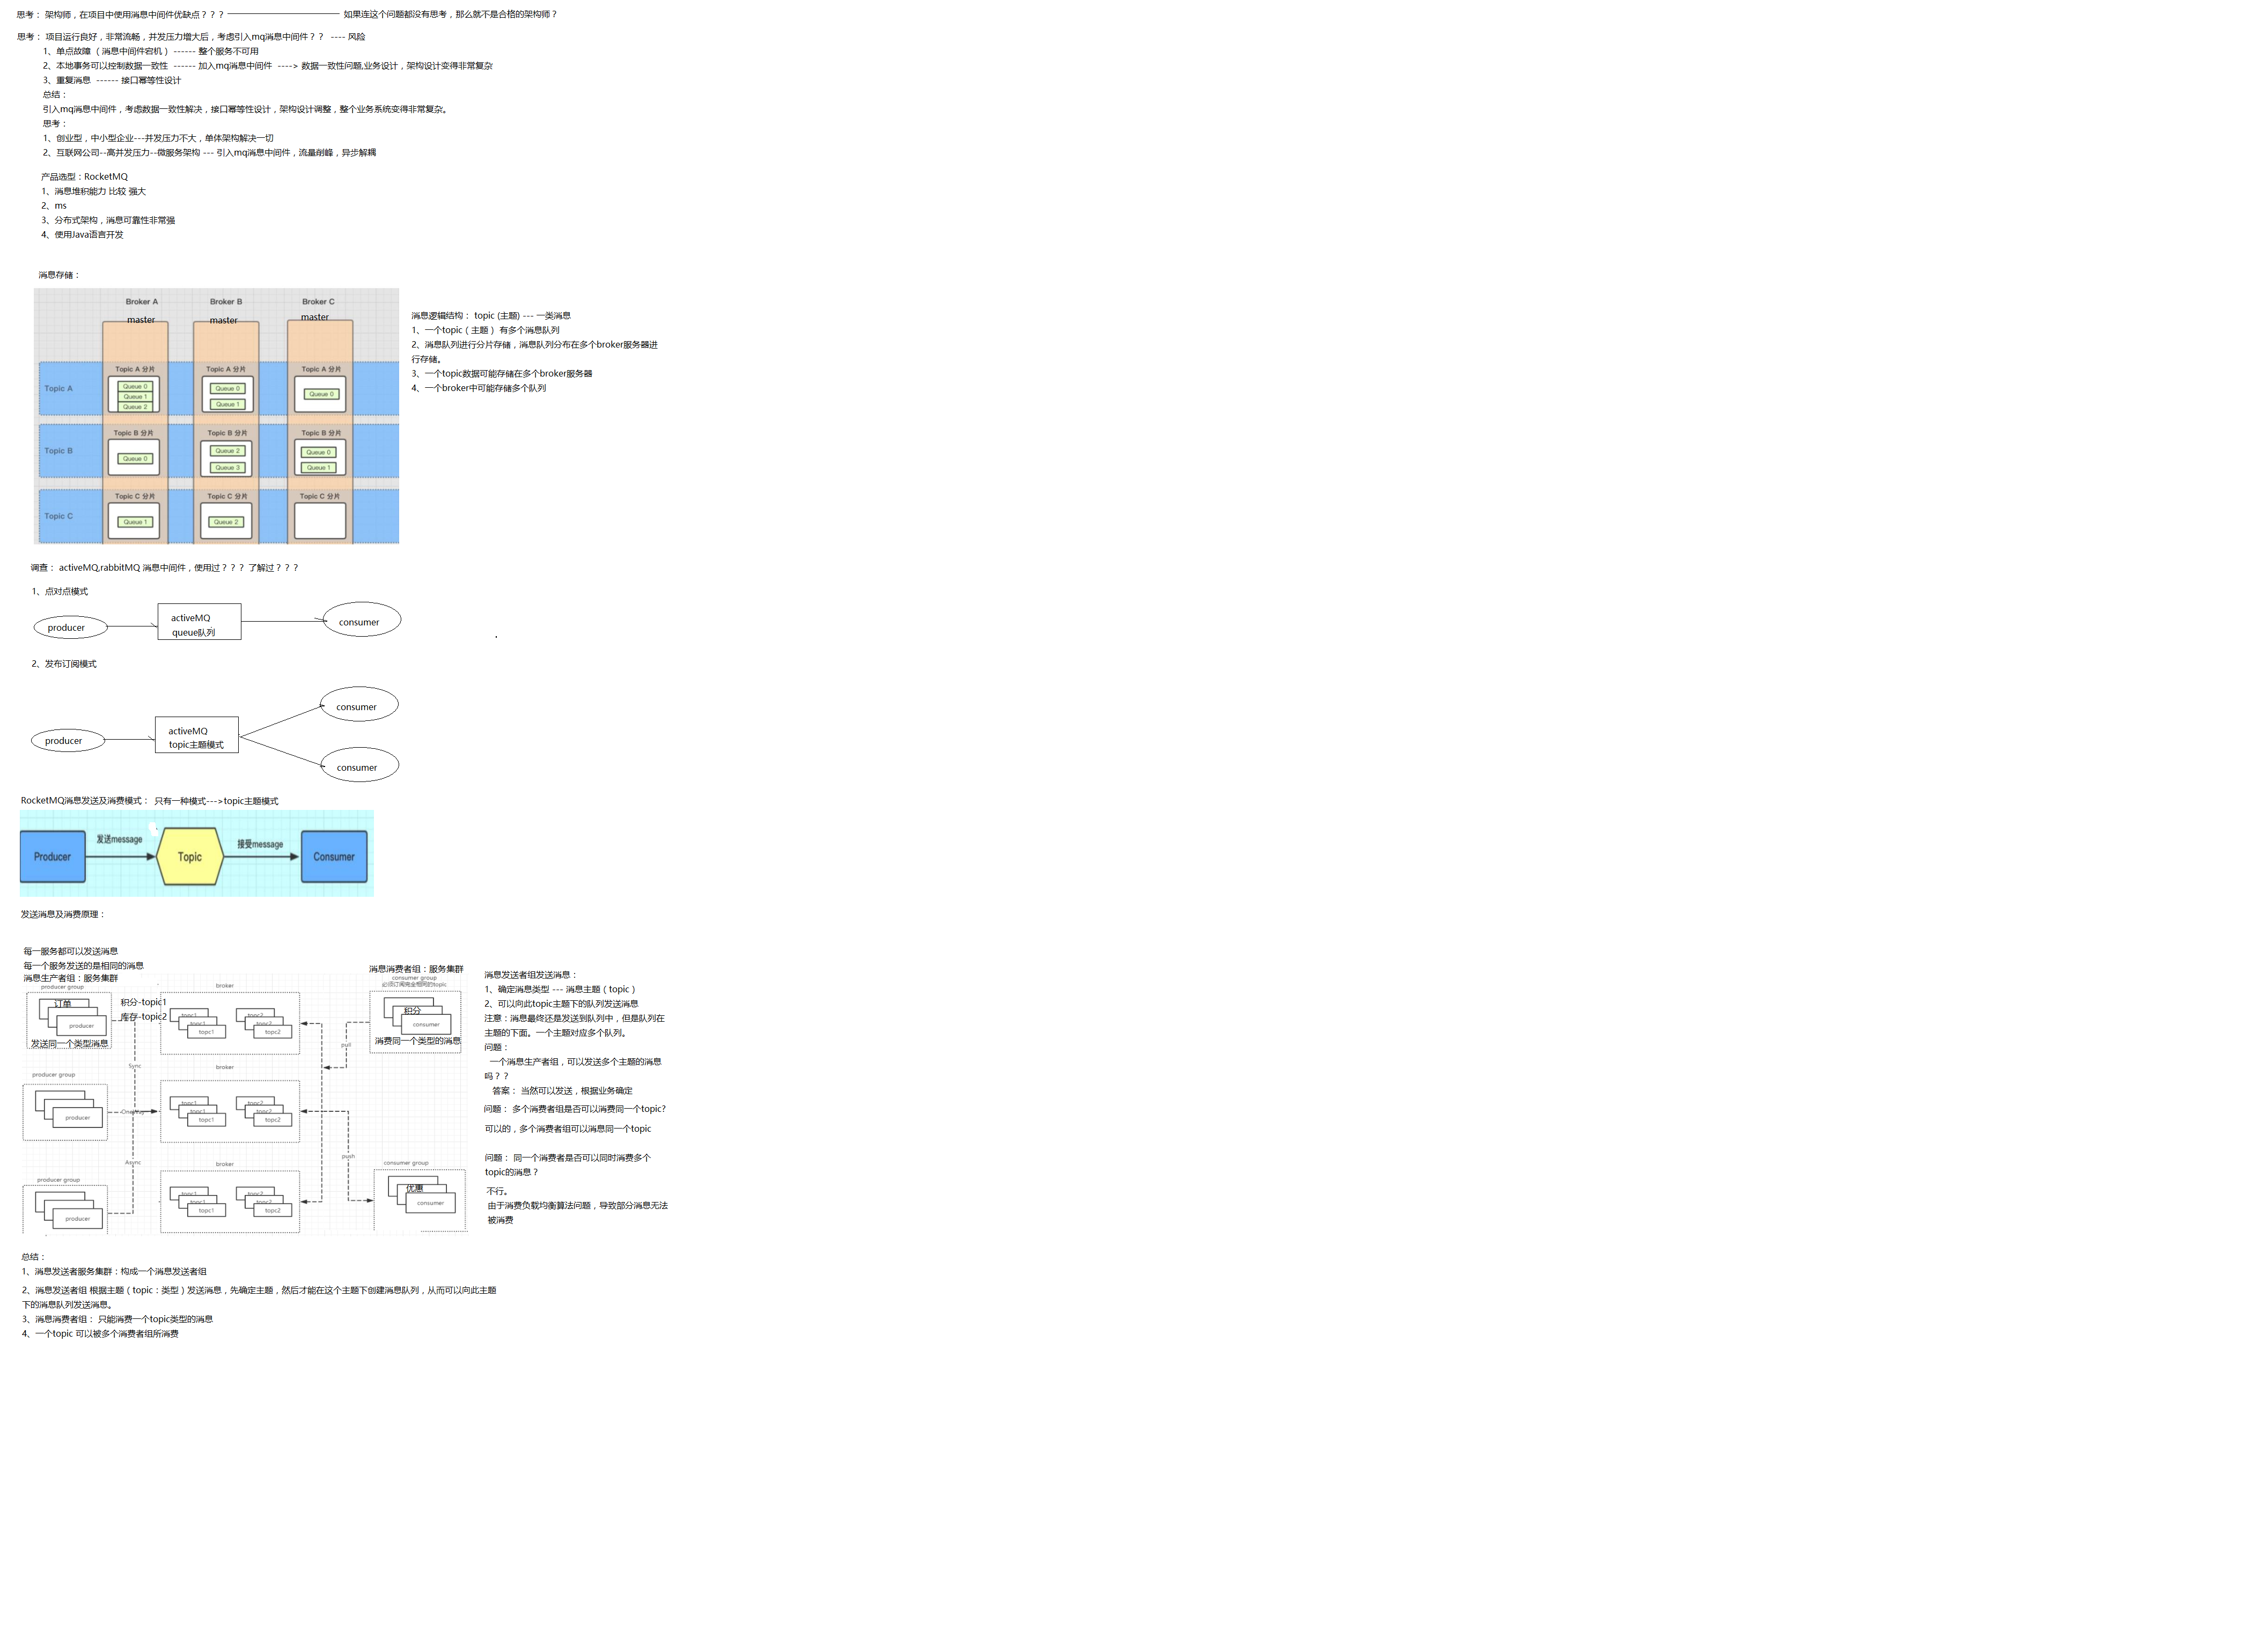 思考： 架构师，在项目中使用消息中间件优缺点？？？ 如果连这个问题都没有思考，那么就不是合格的架构师？
思考： 项目运行良好，非常流畅，并发压力增大后，考虑引入mq消息中间件？？ ---- 风险
1、单点故障 （ 消息中间件宕机 ） ------ 整个服务不可用
2、本地事务可以控制数据一致性 ------ 加入mq消息中间件 ----> 数据一致性问题,业务设计，架构设计变得非常复杂
3、重复消息 ------ 接口幂等性设计
总结：
引入mq消息中间件，考虑数据一致性解决，接口幂等性设计，架构设计调整，整个业务系统变得非常复杂。
思考：
1、创业型，中小型企业---并发压力不大，单体架构解决一切
2、互联网公司--高并发压力--微服务架构 --- 引入mq消息中间件，流量削峰，异步解耦
产品选型：RocketMQ
1、消息堆积能力 比较 强大
2、ms
3、分布式架构，消息可靠性非常强
4、使用Java语言开发
消息存储：
Broker A Broker B Broker C
master master master
Topic A 分片 Topic A 分片 Topic A 分片
Topic A
Queue 0 Queue 0 Queue 0
Queue 1 Queue 1
Queue 2
Topic B 分片 Topic B 分片 Topic B 分片
Topic B
Queue 0 Queue 2 Queue 0
Queue 3 Queue 1
Topic C 分片 Topic C 分片 Topic C 分片
Topic C
Queue 1 Queue 2
消息逻辑结构： topic (主题) --- 一类消息
1、一个topic（ 主题 ） 有多个消息队列
2、消息队列进行分片存储，消息队列分布在多个broker服务器进
行存储。
3、一个topic数据可能存储在多个broker服务器
4、一个broker中可能存储多个队列
调查： activeMQ,rabbitMQ 消息中间件，使用过？？？ 了解过？？？
1、点对点模式
producer
activeMQ
queue队列
consumer
2、发布订阅模式
consumer
producer
activeMQ
topic主题模式
consumer
RocketMQ消息发送及消费模式： 只有一种模式--->topic主题模式
Producer
发送message
Topic
接受message
Consumer
发送消息及消费原理：
每一服务都可以发送消息
每一个服务发送的是相同的消息
消息生产者组：服务集群
producer group
订单
producer
发送同一个类型消息
积分-topic1
库存-topic2
broker
topc1 topc2
topc1 topc2
topc1 topc2
消息消费者组：服务集群
consumer group
必须订阅完全相同的topic
积分
consumer
消费同一个类型的消息
pull
Sync
producer group
producer
broker
topc1 topc2
topc1 topc2
topc1 topc2
Async
push
producer group
producer
broker
topc1 topc2
topc1 topc2
topc1 topc2
consumer group
优惠
consumer
消息发送者组发送消息：
1、确定消息类型 --- 消息主题（ topic ）
2、可以向此topic主题下的队列发送消息
注意：消息最终还是发送到队列中，但是队列在
主题的下面。一个主题对应多个队列。
问题：
一个消息生产者组，可以发送多个主题的消息
吗？？
答案： 当然可以发送，根据业务确定
问题： 多个消费者组是否可以消费同一个topic?
可以的，多个消费者组可以消息同一个topic
问题： 同一个消费者是否可以同时消费多个
topic的消息？
不行。
由于消费负载均衡算法问题，导致部分消息无法
被消费
总结：
1、消息发送者服务集群：构成一个消息发送者组
2、消息发送者组 根据主题（ topic：类型 ）发送消息，先确定主题，然后才能在这个主题下创建消息队列，从而可以向此主题
下的消息队列发送消息。
3、消息消费者组： 只能消费一个topic类型的消息
4、一个topic 可以被多个消费者组所消费